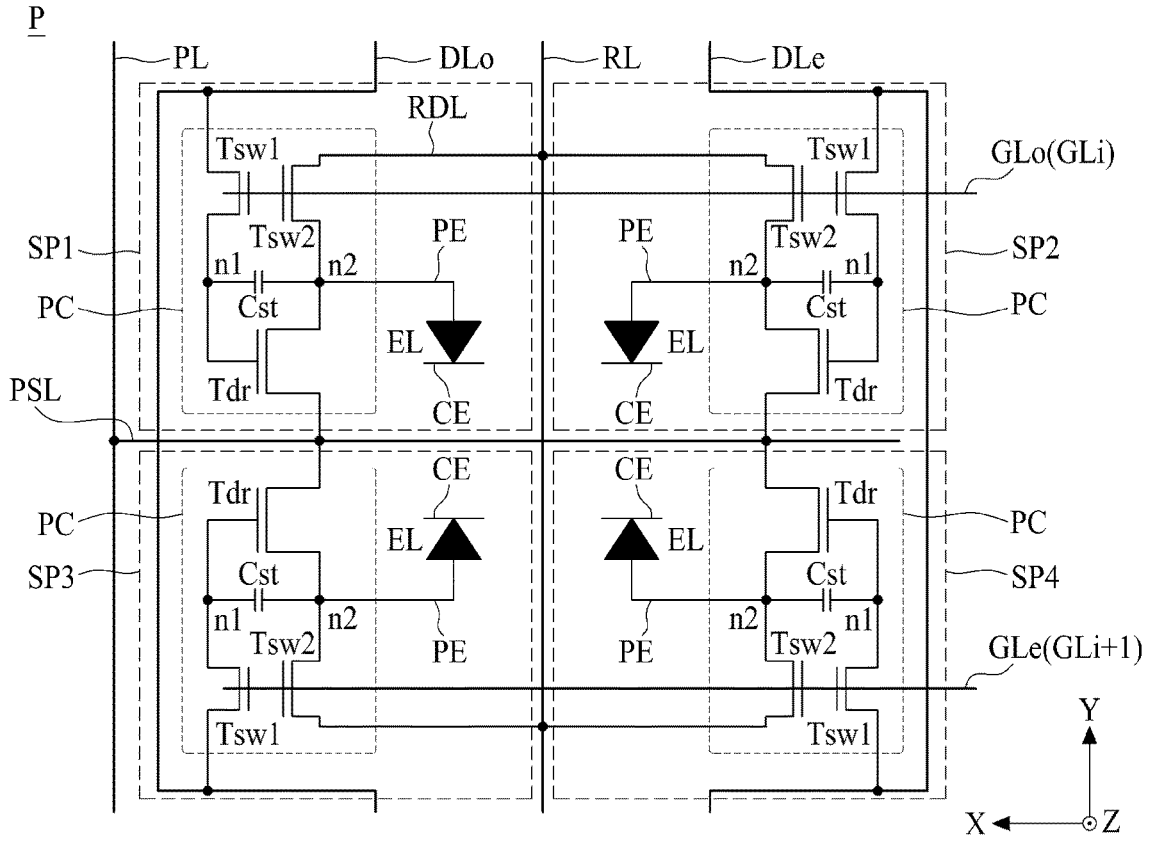 P
PL DLo RL DLe
RDL
Tsw1 Tsw1
GLo(GLi)
Tsw2 PE PE Tsw2
SP1 SP2
n1 n2 n2 n1
PC Cst Cst PC
EL EL
Tdr Tdr
PSL CE CE
CE CE
Tdr Tdr
PC PC
EL EL
SP3 Cst Cst SP4
n1 n2 n2 n1
Tsw2 PE PE Tsw2
GLe(GLi+1)
Tsw1 Tsw1
Y
X Z